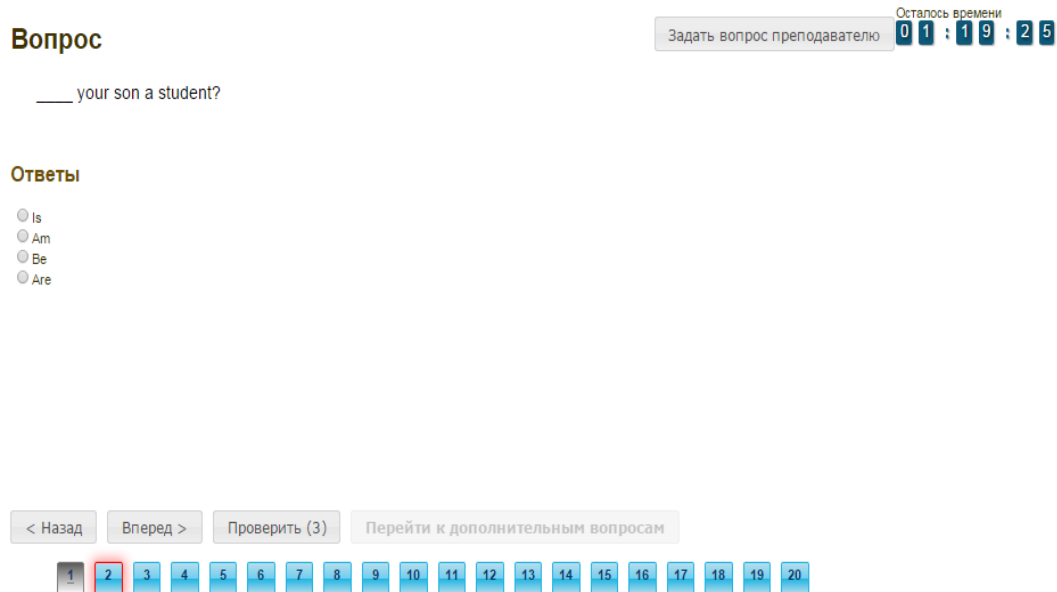 Осталось времени
Вопрос
Задать вопрос преподавателю
01:19:25
____ your son a student?
Ответы
Is
Am
Be
Are
< Назад Вперед > Проверить (3) Перейти к дополнительным вопросам
1 2 3 4 5 6 7 8 9 10 11 12 13 14 15 16 17 18 19 20